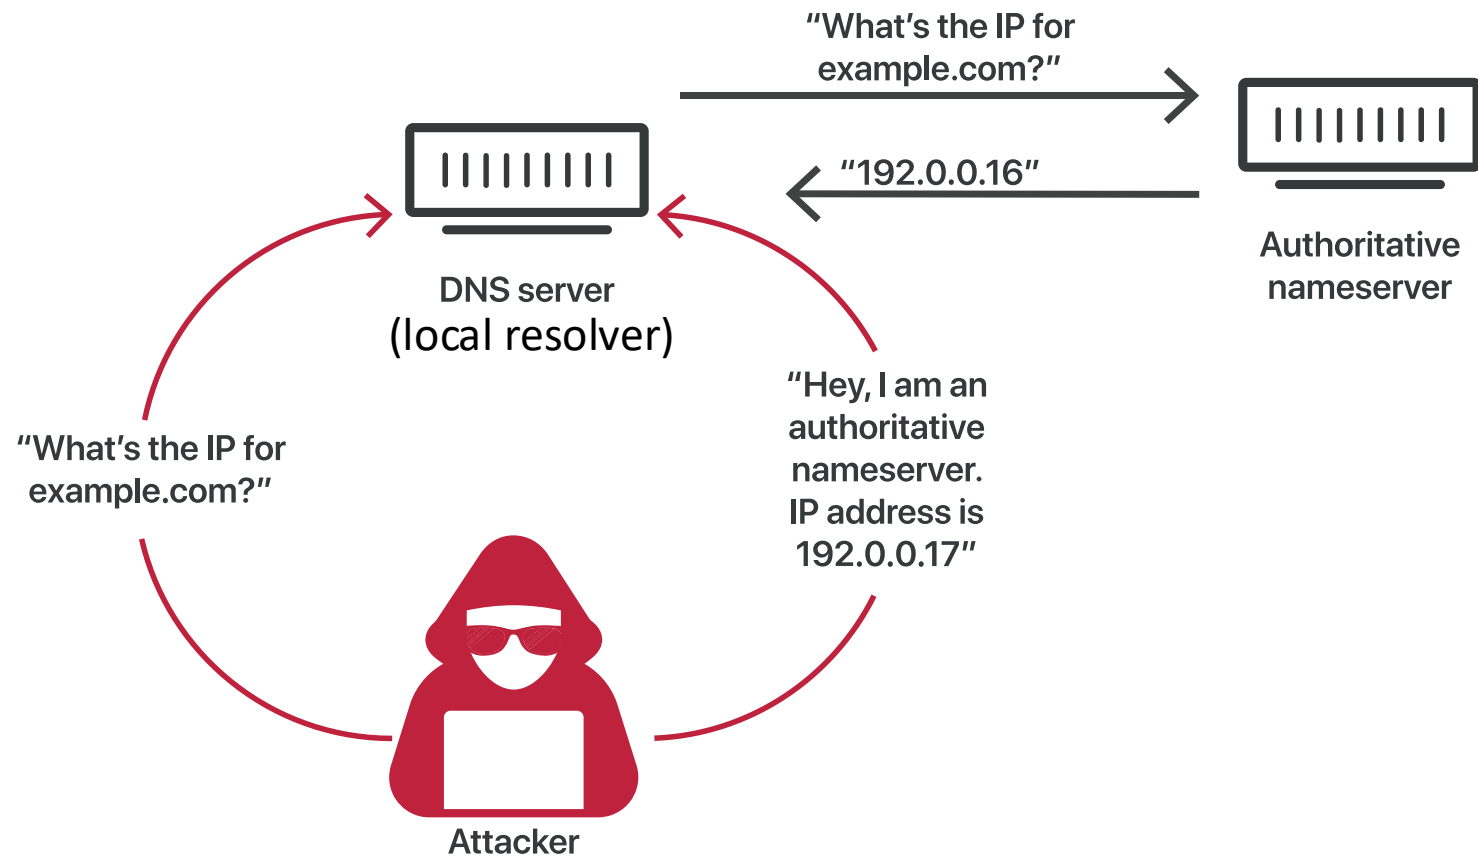 “What’s the IP for
example.com?”
“192.0.0.16”
Authoritative
nameserver
DNS server
(local resolver)
“Hey, I am an
authoritative
nameserver.
IP address is
192.0.0.17”
“What’s the IP for
example.com?”
Attacker